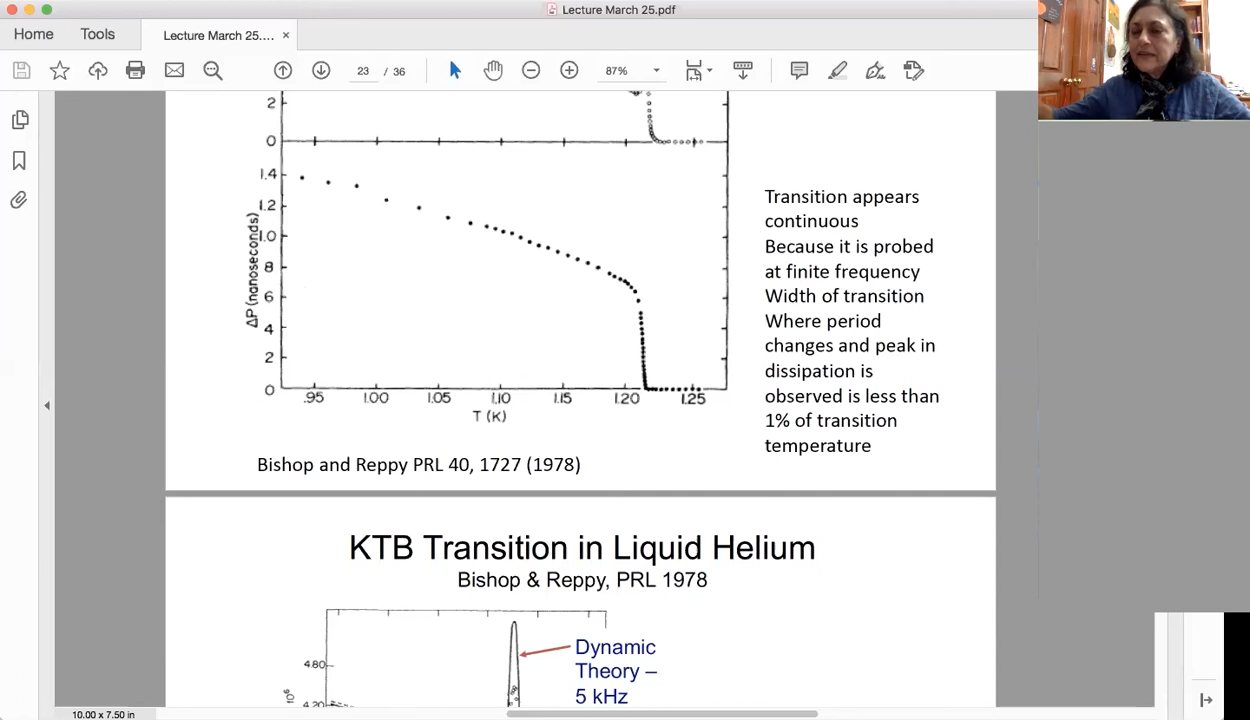 Lecture March 25.pdf
Home
Tools
Lecture March 25....
×
23 / 36
87%
2
0
1.4
1.2
1.0
8
6
4
2
0
ΔP (nanoseconds)
.95 1.00 1.05 1.10 1.15 1.20 1.25
T (K)
Transition appears
continuous
Because it is probed
at finite frequency
Width of transition
Where period
changes and peak in
dissipation is
observed is less than
1% of transition
temperature
Bishop and Reppy PRL 40, 1727 (1978)
KTB Transition in Liquid Helium
Bishop & Reppy, PRL 1978
Dynamic
Theory –
5 kHz
4.80
4.20
10⁶
10.00 x 7.50 in